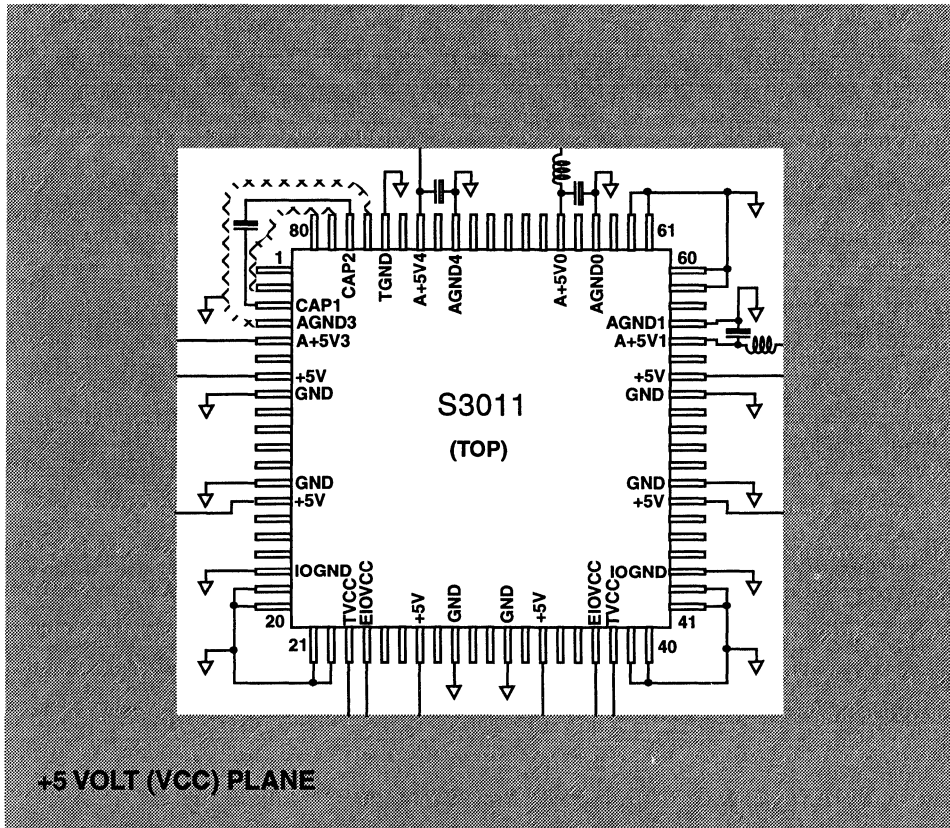 80
61
CAP2
TGND
A+5V4
AGND4
A+5V0
AGND0
1
60
CAP1
AGND3
AGND1
A+5V3
A+5V1
+5V
+5V
GND
GND
S3011
(TOP)
GND
GND
+5V
+5V
IOGND
IOGND
TVCC
EIOVCC
+5V
GND
GND
+5V
EIOVCC
TVCC
20
41
21
40
+5 VOLT (VCC) PLANE